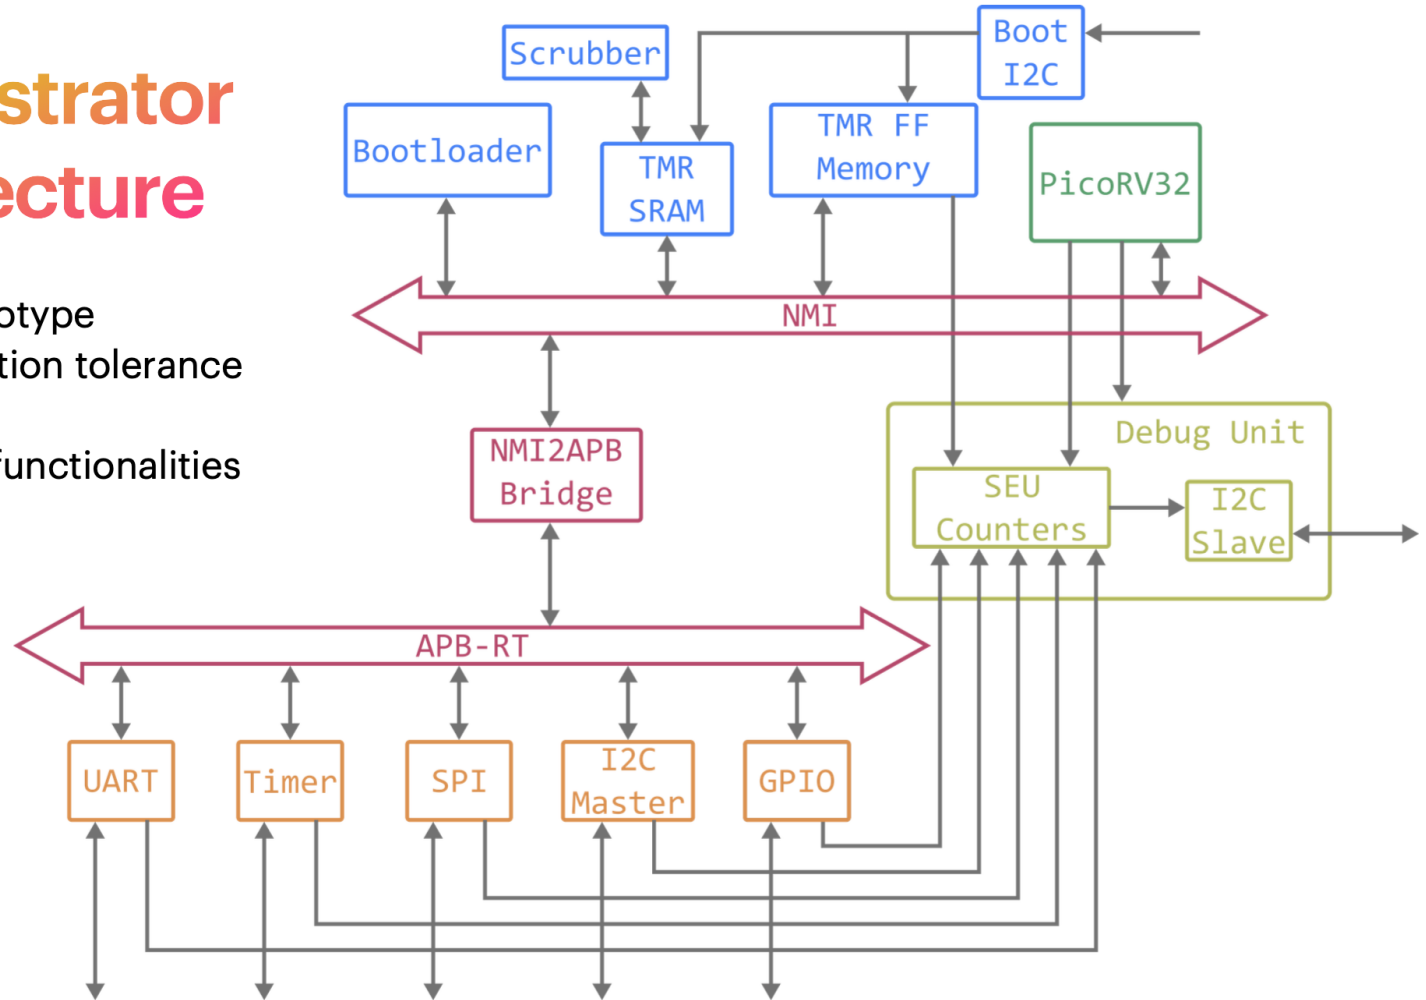 strator
ecture
otype
tion tolerance
functionalities
Scrubber
Boot
I2C
Bootloader
TMR
SRAM
TMR FF
Memory
PicoRV32
NMI
NMI2APB
Bridge
Debug Unit
SEU
Counters
I2C
Slave
APB-RT
UART
Timer
SPI
I2C
Master
GPIO